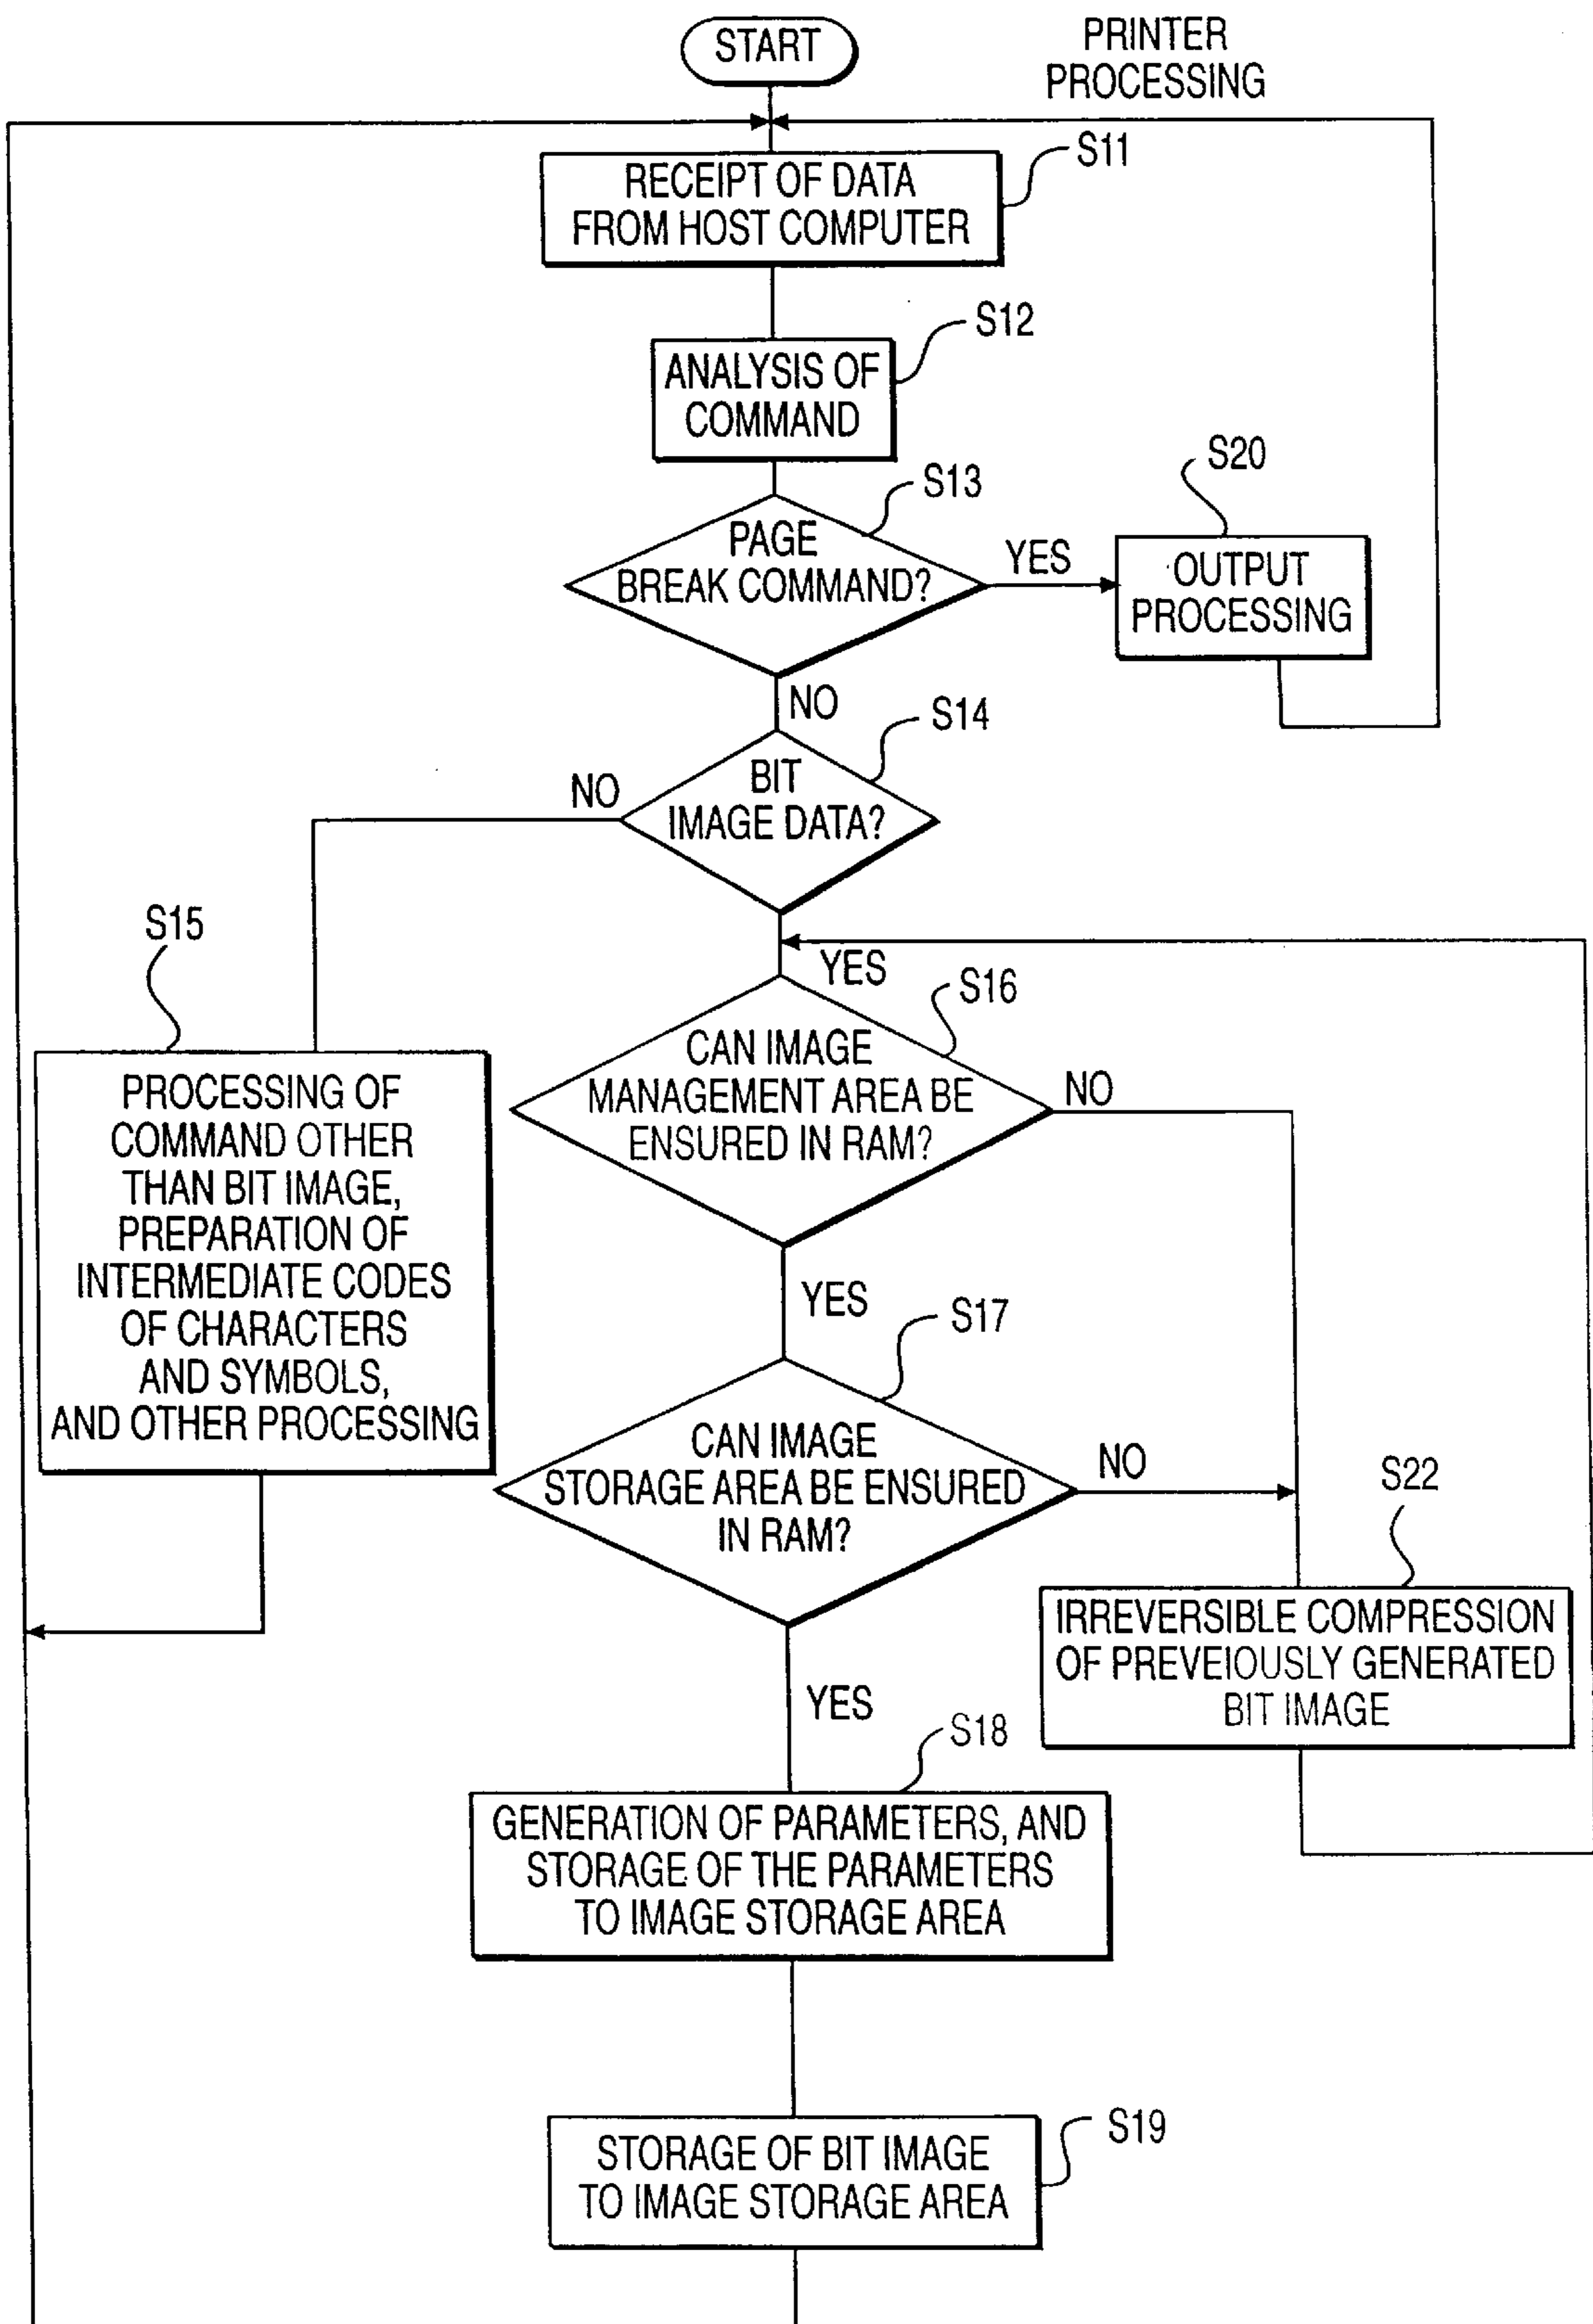 START
PRINTER
PROCESSING
S11
RECEIPT OF DATA
FROM HOST COMPUTER
S12
ANALYSIS OF
COMMAND
S13
PAGE
BREAK COMMAND?
YES
S20
OUTPUT
PROCESSING
NO
S14
BIT
IMAGE DATA?
NO
YES
S15
PROCESSING OF
COMMAND OTHER
THAN BIT IMAGE,
PREPARATION OF
INTERMEDIATE CODES
OF CHARACTERS
AND SYMBOLS,
AND OTHER PROCESSING
S16
CAN IMAGE
MANAGEMENT AREA BE
ENSURED IN RAM?
NO
YES
S17
CAN IMAGE
STORAGE AREA BE ENSURED
IN RAM?
NO
S22
IRREVERSIBLE COMPRESSION
OF PREVEIOUSLY GENERATED
BIT IMAGE
YES
S18
GENERATION OF PARAMETERS, AND
STORAGE OF THE PARAMETERS
TO IMAGE STORAGE AREA
S19
STORAGE OF BIT IMAGE
TO IMAGE STORAGE AREA